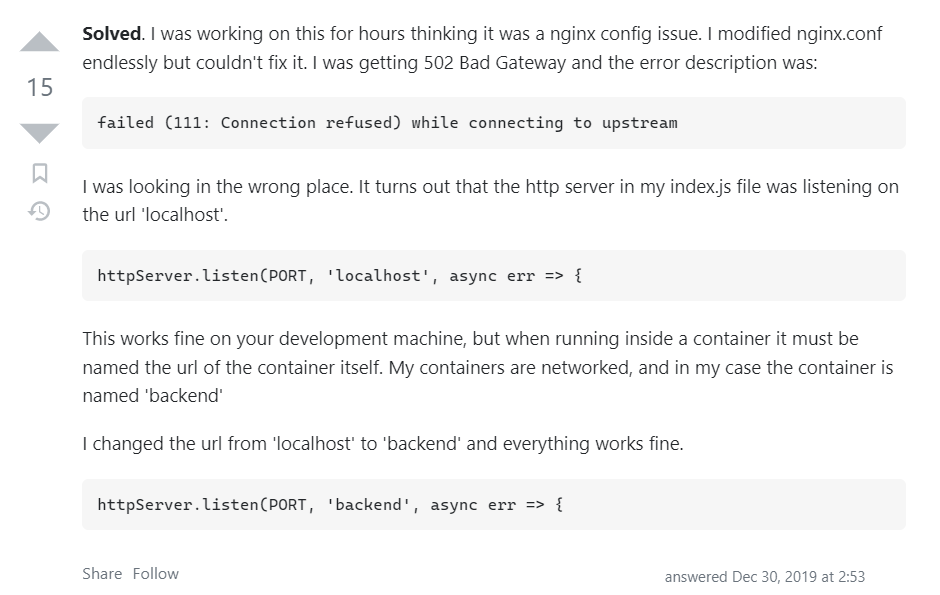 Solved. I was working on this for hours thinking it was a nginx config issue. I modified nginx.conf
endlessly but couldn't fix it. I was getting 502 Bad Gateway and the error description was:
15
failed (111: Connection refused) while connecting to upstream
I was looking in the wrong place. It turns out that the http server in my index.js file was listening on
the url 'localhost'.
httpServer.listen(PORT, 'localhost', async err => {
This works fine on your development machine, but when running inside a container it must be
named the url of the container itself. My containers are networked, and in my case the container is
named 'backend'
I changed the url from 'localhost' to 'backend' and everything works fine.
httpServer.listen(PORT, 'backend', async err => {
Share Follow
answered Dec 30, 2019 at 2:53